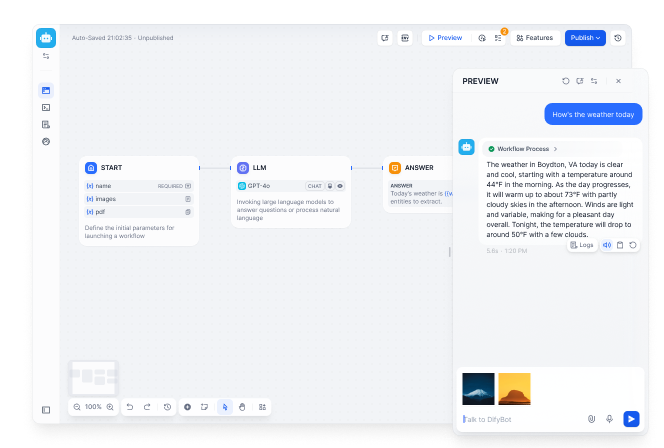 Auto-Saved 21:02:35 · Unpublished
Preview
2
Features
Publish
START
{x} name
REQUIRED
{x} images
{x} pdf
Define the initial parameters for
launching a workflow
LLM
GPT-4o
CHAT
Invoking large language models to
answer questions or process natural
language
ANSWER
ANSWER
Today's weather is
entities to extract.
100%
PREVIEW
How's the weather today
Workflow Process
The weather in Boydton, VA today is clear
and cool, starting with a temperature around
44°F in the morning. As the day progresses,
it will warm up to about 73°F with partly
cloudy skies in the afternoon. Winds are light
and variable, making for a pleasant day
overall. Tonight, the temperature will drop to
around 50°F with a few clouds.
Logs
5.6s · 1:20 PM
Talk to DifyBot